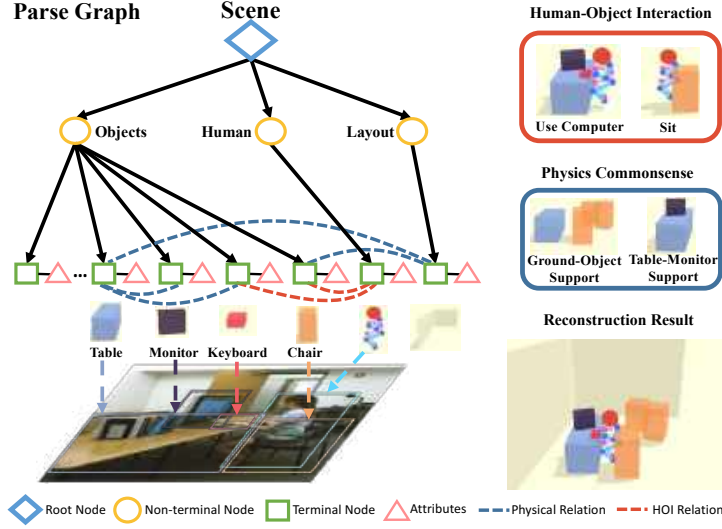 Parse Graph
Scene
Objects
Human
Layout
...
Table
Monitor
Keyboard
Chair
Human-Object Interaction
Use Computer
Sit
Physics Commonsense
Ground-Object
Support
Table-Monitor
Support
Reconstruction Result
Root Node
Non-terminal Node
Terminal Node
Attributes
Physical Relation
HOI Relation